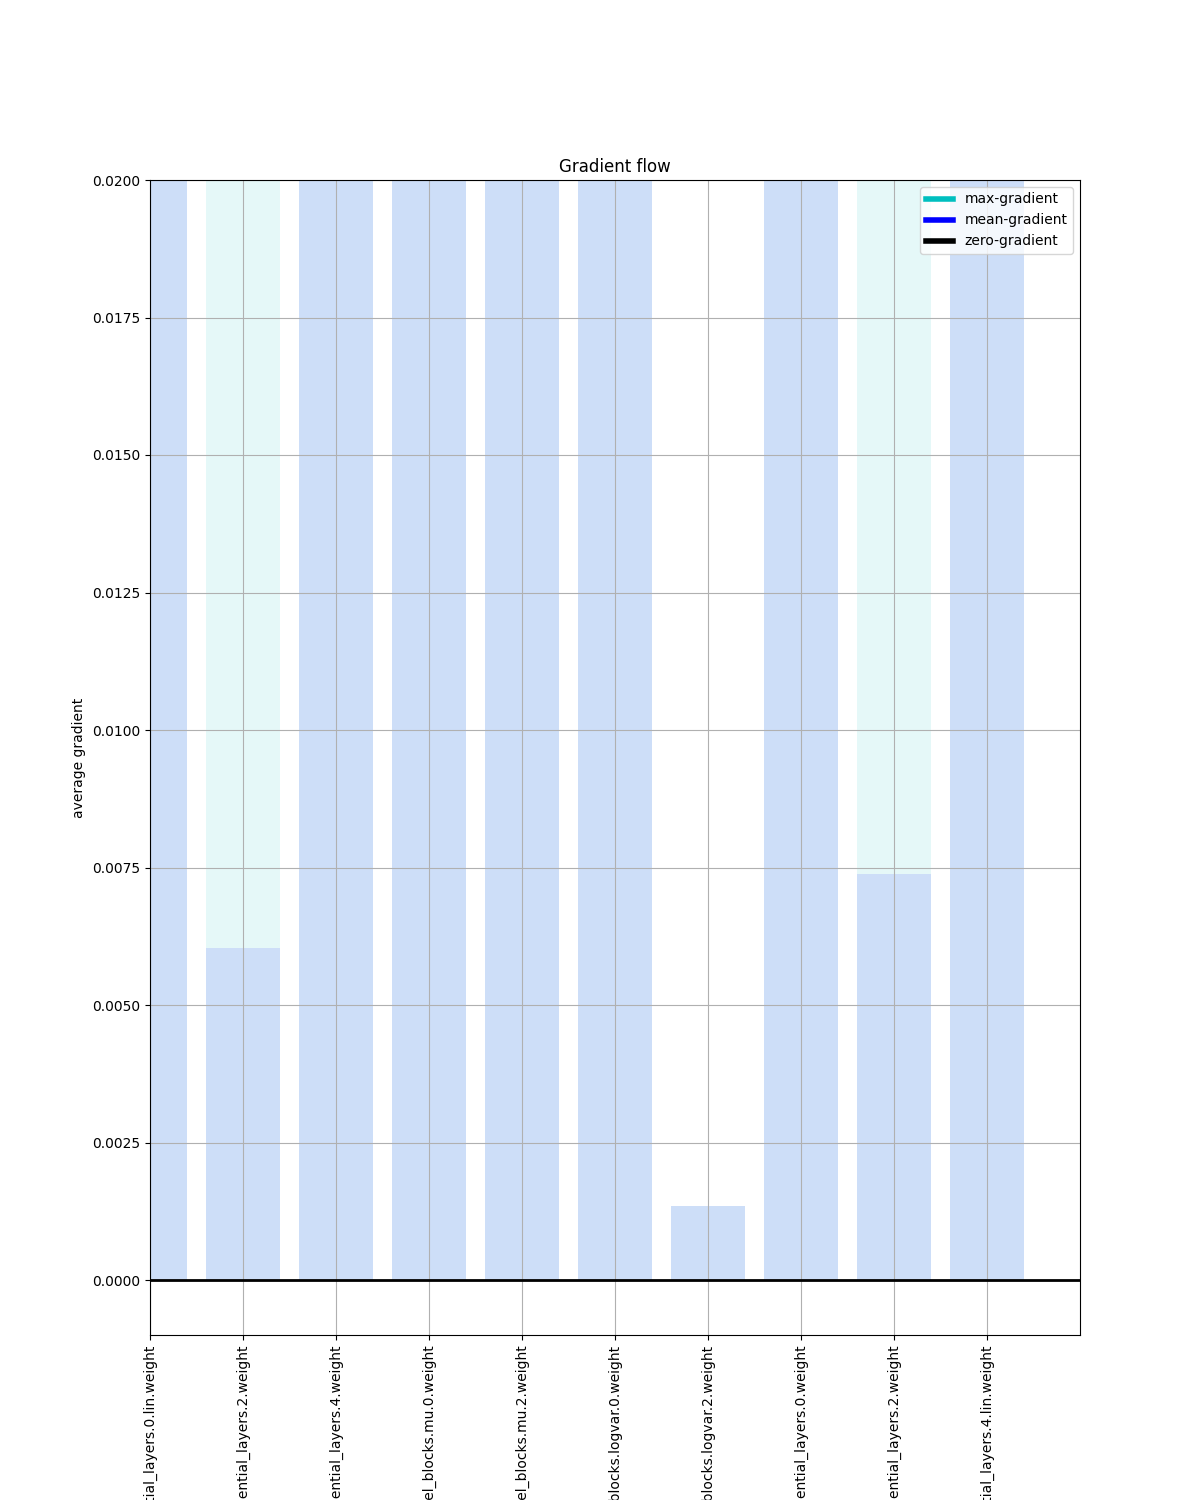 Gradient flow
max-gradient
mean-gradient
zero-gradient
0.0200
0.0175
0.0150
0.0125
0.0100
0.0075
0.0050
0.0025
0.0000
average gradient
tial_layers.0.lin.weight
ential_layers.2.weight
ential_layers.4.weight
el_blocks.mu.0.weight
el_blocks.mu.2.weight
blocks.logvar.0.weight
blocks.logvar.2.weight
ential_layers.0.weight
ential_layers.2.weight
tial_layers.4.lin.weight